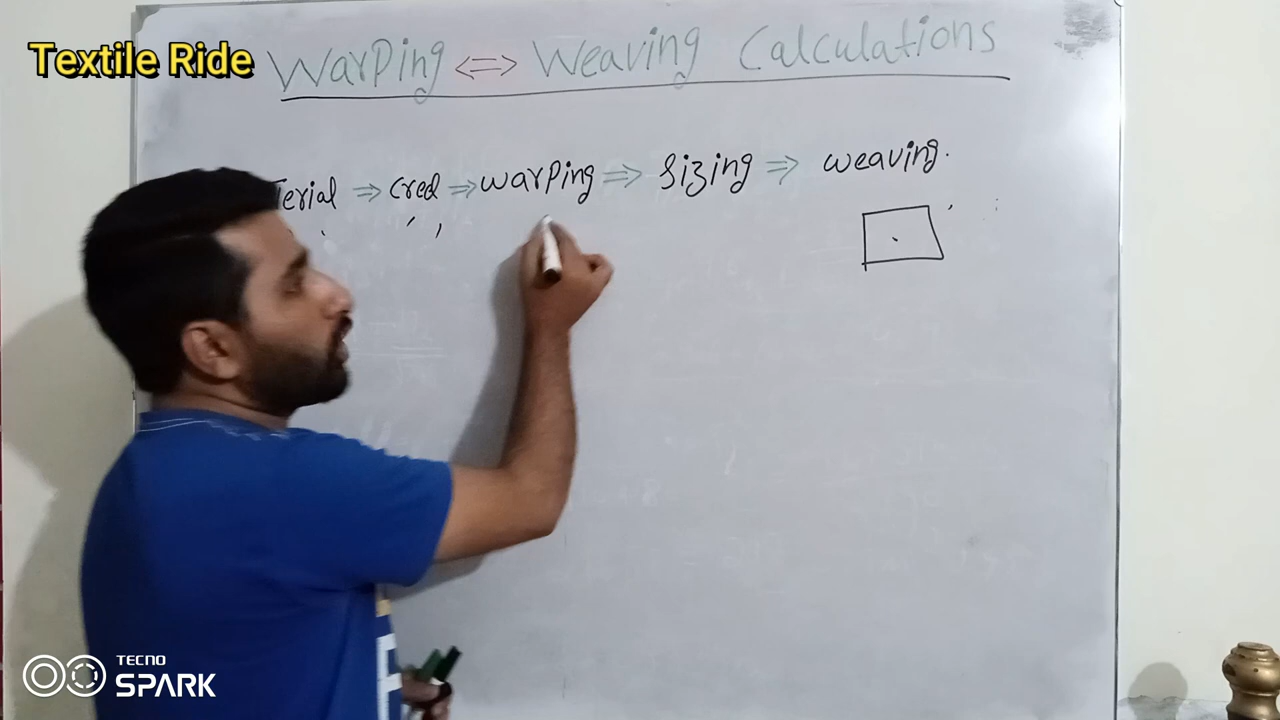 Textile Ride
WarPing <=> Weaving Calculations
terial => Creel => warPing => Sizing => weaving.
TECNO
SPARK